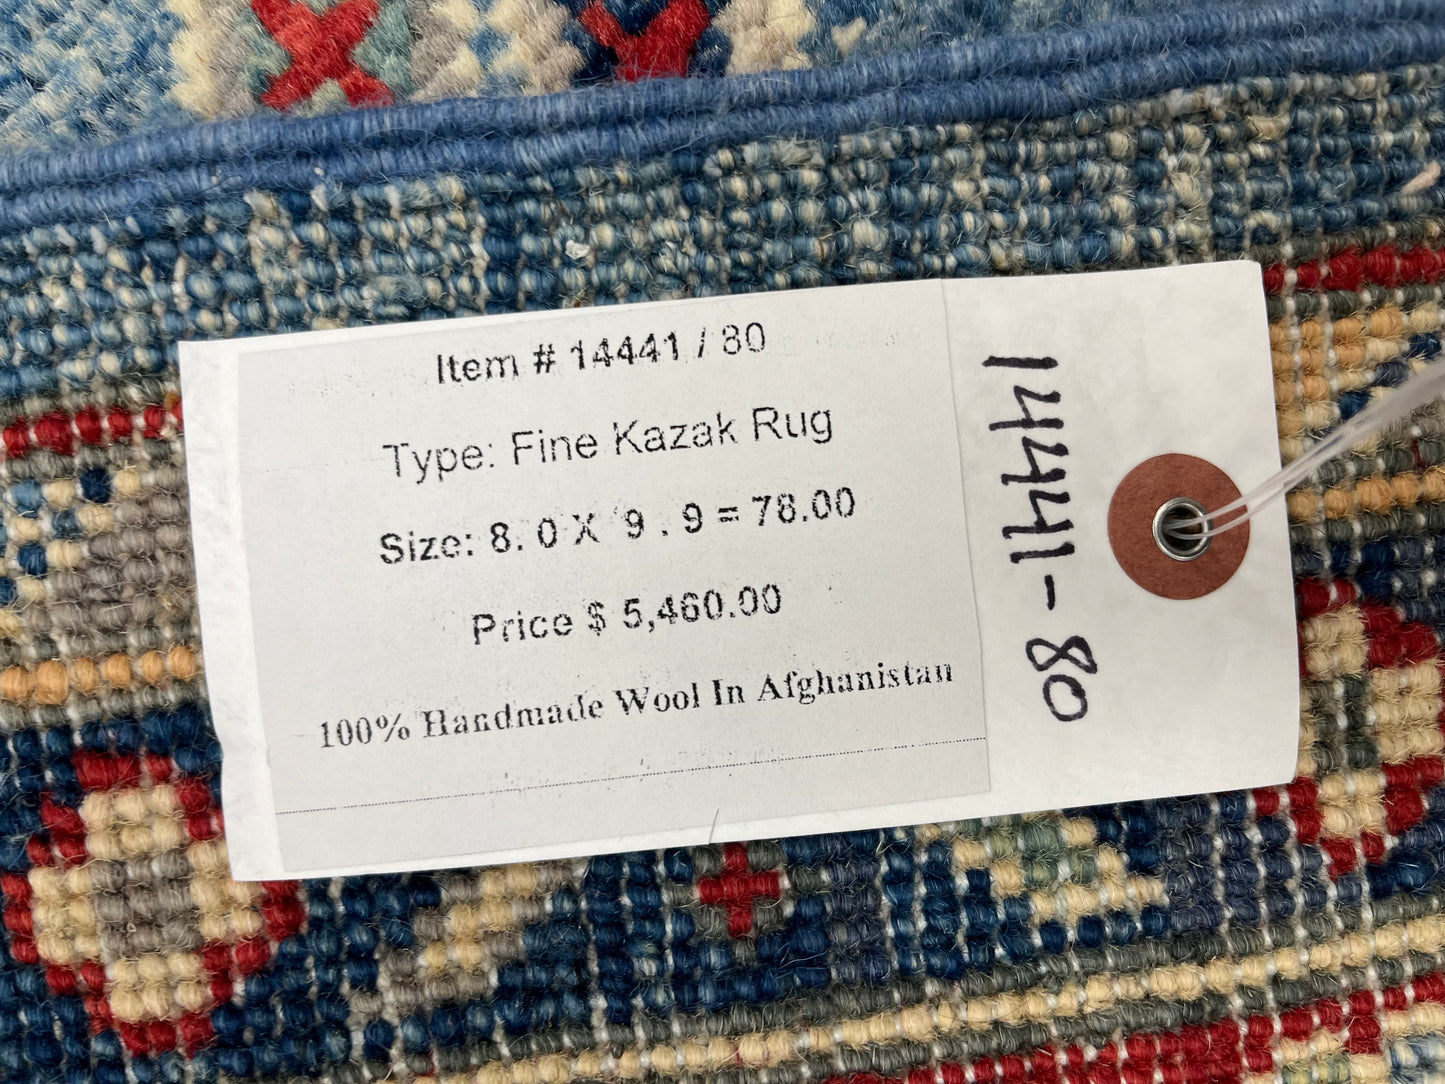 Item # 14441 / 80
Type: Fine Kazak Rug
Size: 8. 0 X 9 . 9 = 78.00
Price $ 5,460.00
100% Handmade Wool In Afghanistan
14441-80